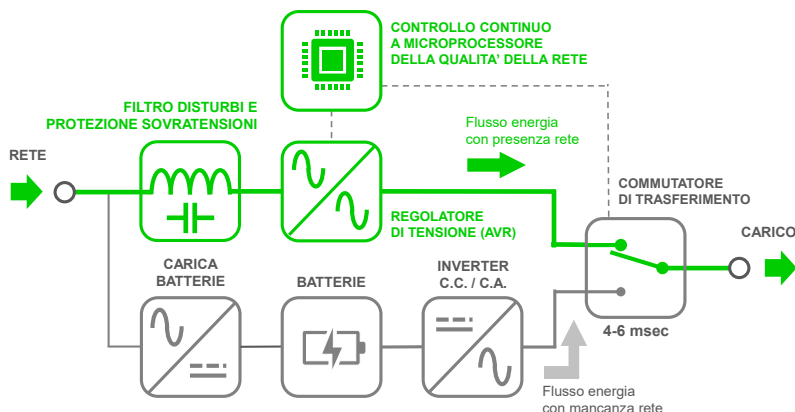 CONTROLLO CONTINUO
A MICROPROCESSORE
DELLA QUALITA' DELLA RETE
FILTRO DISTURBI E
PROTEZIONE SOVRATENSIONI
Flusso energia
con presenza rete
RETE
COMMUTATORE
DI TRASFERIMENTO
REGOLATORE
DI TENSIONE (AVR)
CARICO
CARICA
BATTERIE
BATTERIE
INVERTER
C.C. / C.A.
4-6 msec
Flusso energia
con mancanza rete